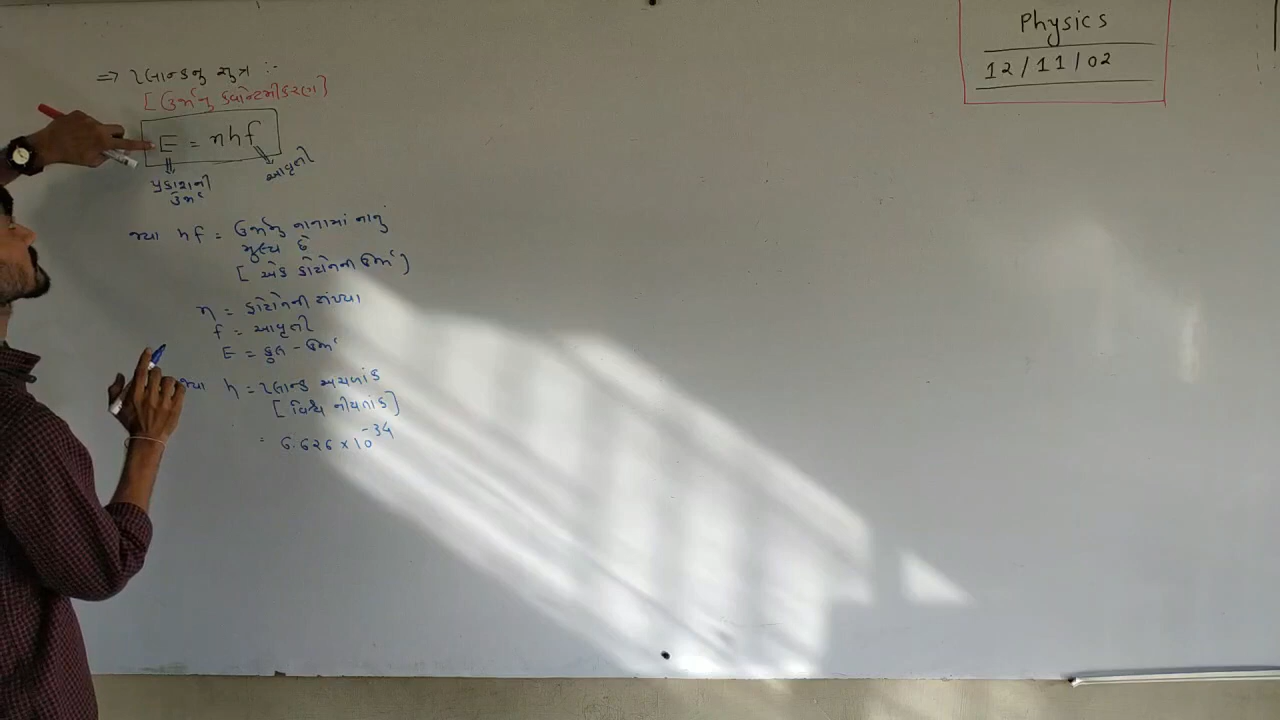 ⇒ પ્લાન્કનુ સુત્ર :-
[ઉર્જાનુ ક્વોન્ટમીકરણ]
E = nhf
આવૃતી
પ્રકાશની
ઉર્જા
જ્યા hf = ઉર્જાનુ નાનામાં નાનુ
મુલ્ય છે
[એક ફોટોનની ઉર્જા]
n = ફોટોનની સંખ્યા
f = આવૃતી
E = કુલ - ઉર્જા
જ્યા h = પ્લાન્ક અચળાંક
[વિશ્વ નીયતાંક]
= 6.626 × 10⁻³⁴
Physics
12/11/02